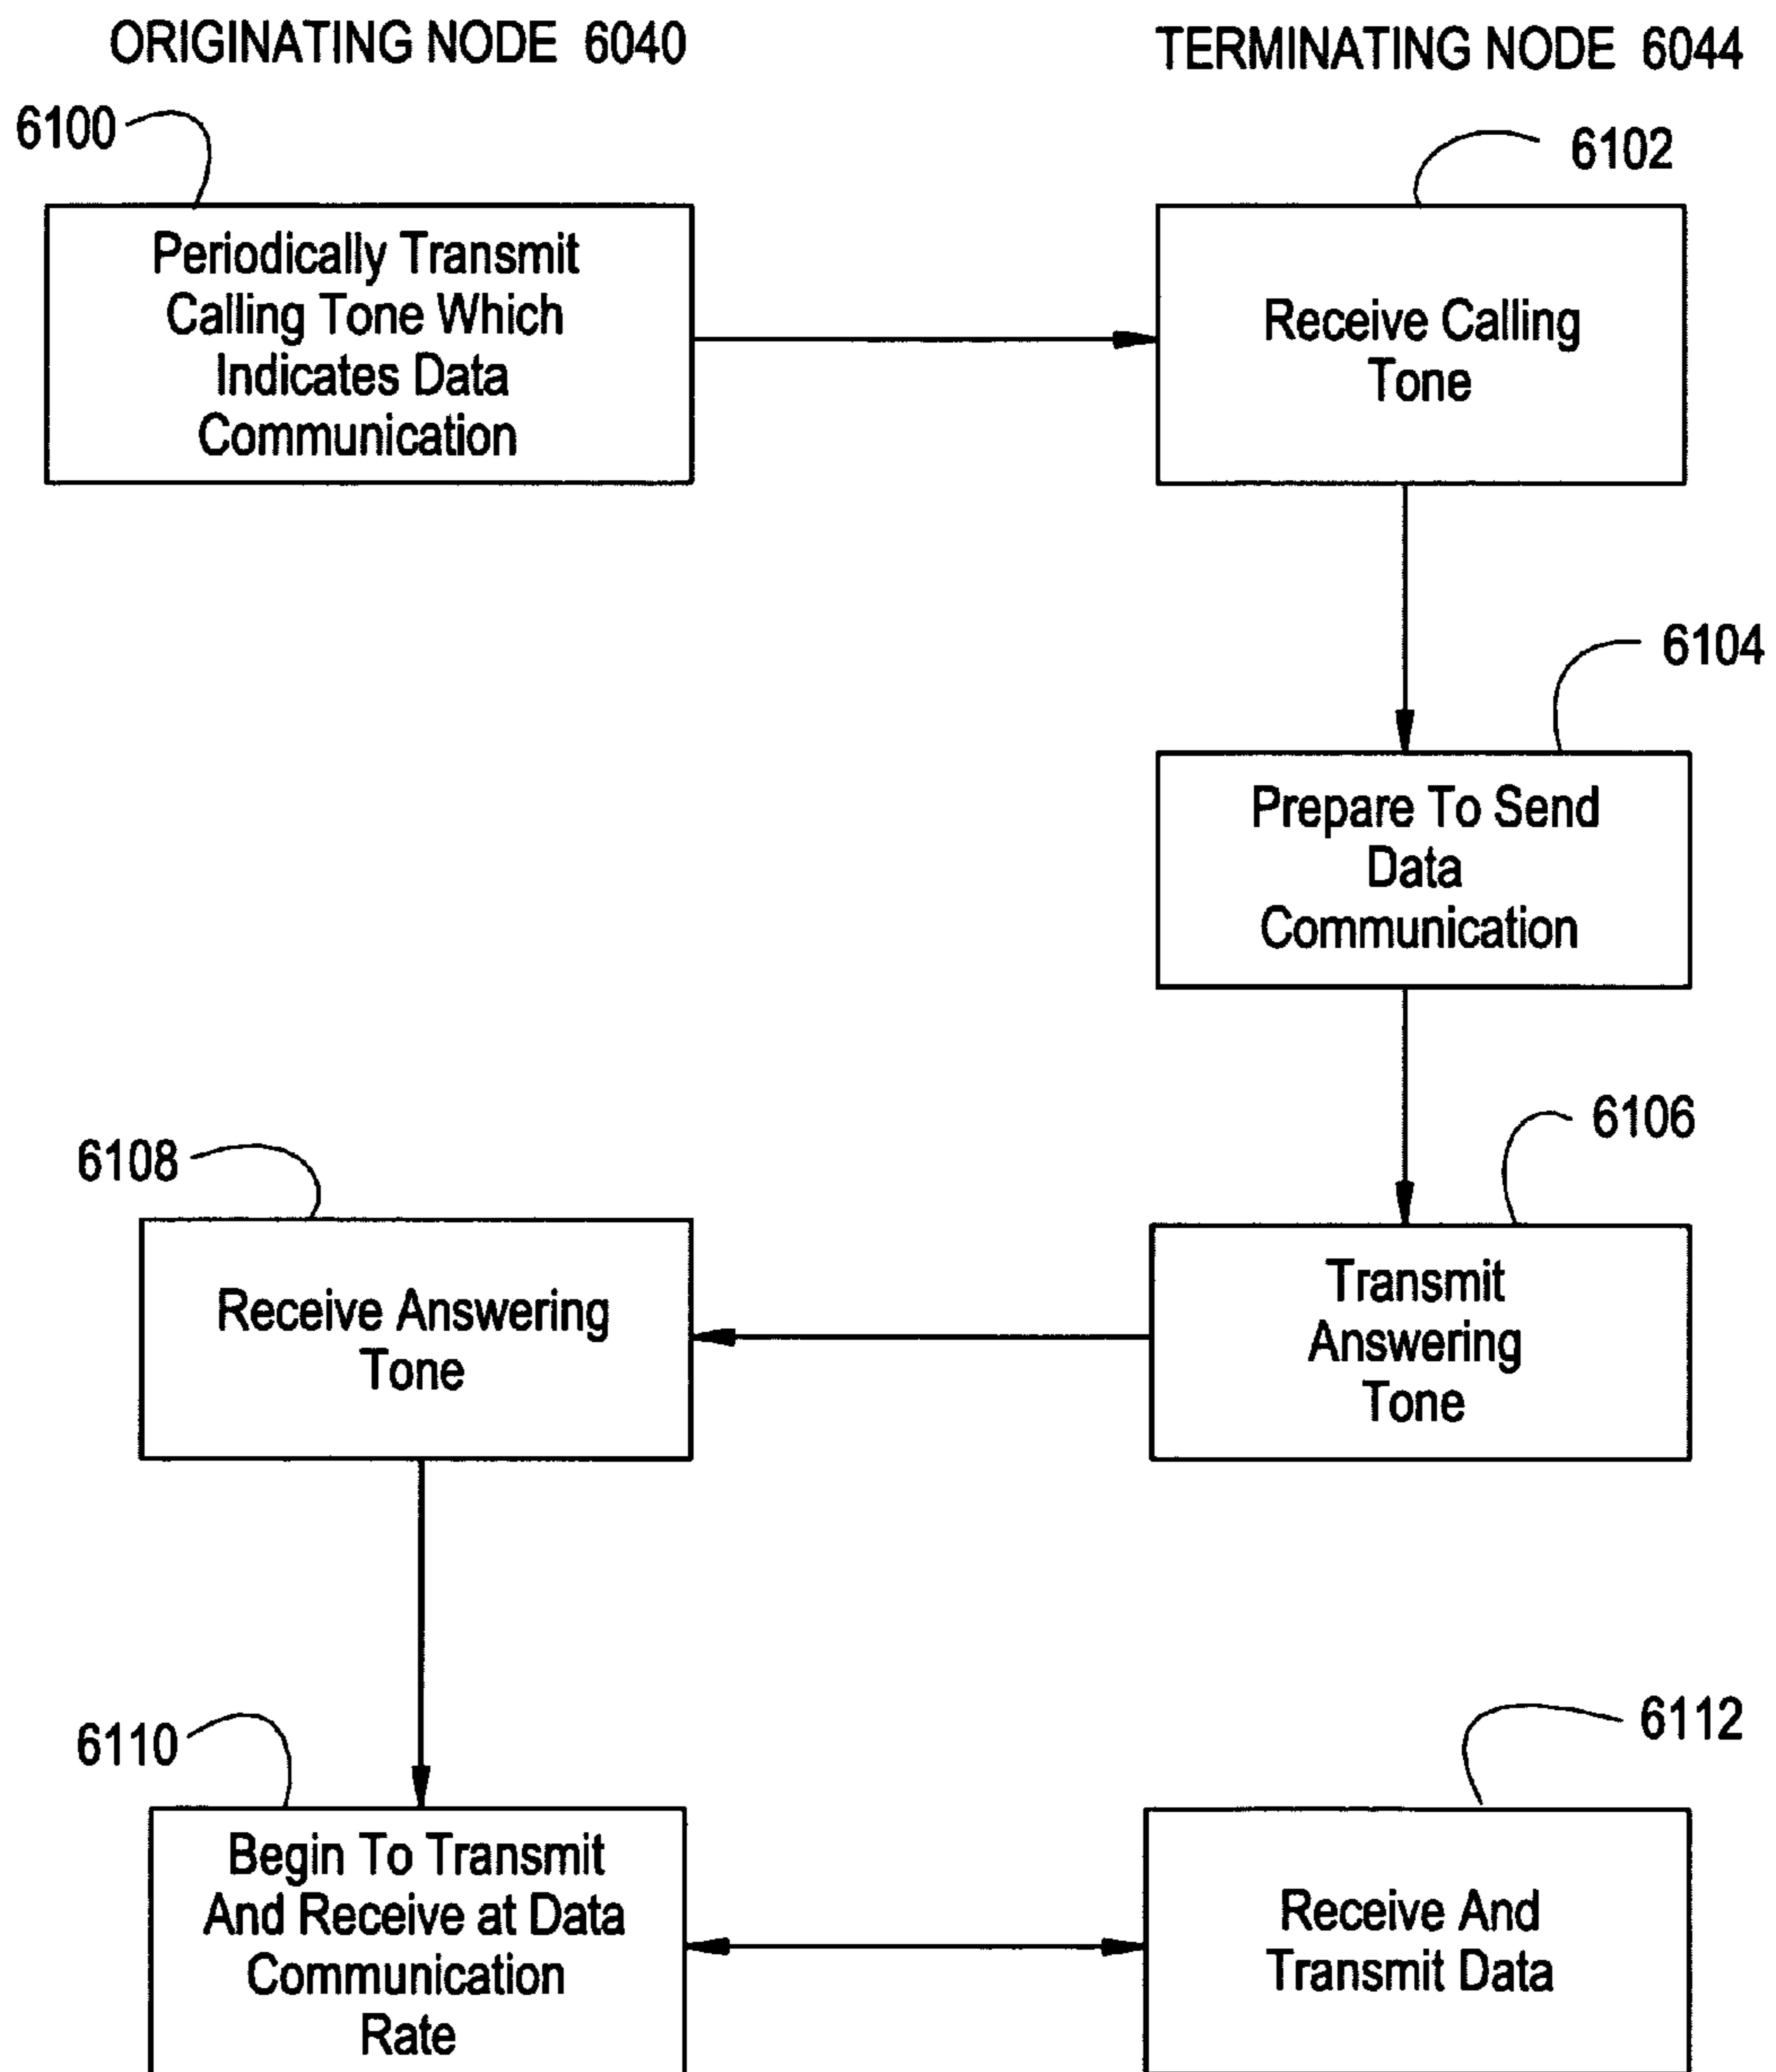 ORIGINATING NODE 6040
TERMINATING NODE 6044
6100
6102
Periodically Transmit
Calling Tone Which
Indicates Data
Communication
Receive Calling
Tone
6104
Prepare To Send
Data
Communication
6106
6108
Transmit
Answering
Tone
Receive Answering
Tone
6110
6112
Begin To Transmit
And Receive at Data
Communication
Rate
Receive And
Transmit Data